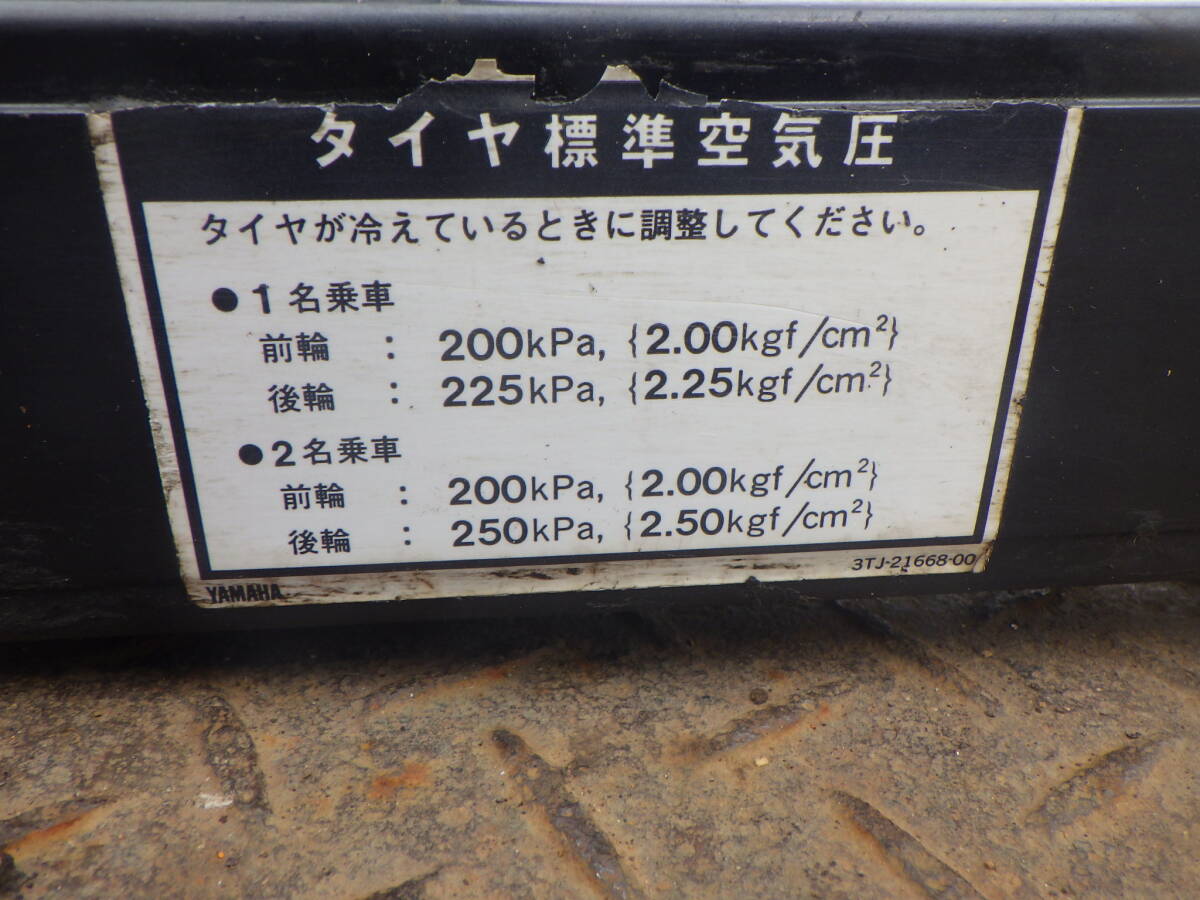 タイヤ標準空気圧
タイヤが冷えているときに調整してください。
●1名乗車
前輪 : 200kPa, {2.00kgf/cm²}
後輪 : 225kPa, {2.25kgf/cm²}
●2名乗車
前輪 : 200kPa, {2.00kgf/cm²}
後輪 : 250kPa, {2.50kgf/cm²}
3TJ-21668-00
YAMAHA